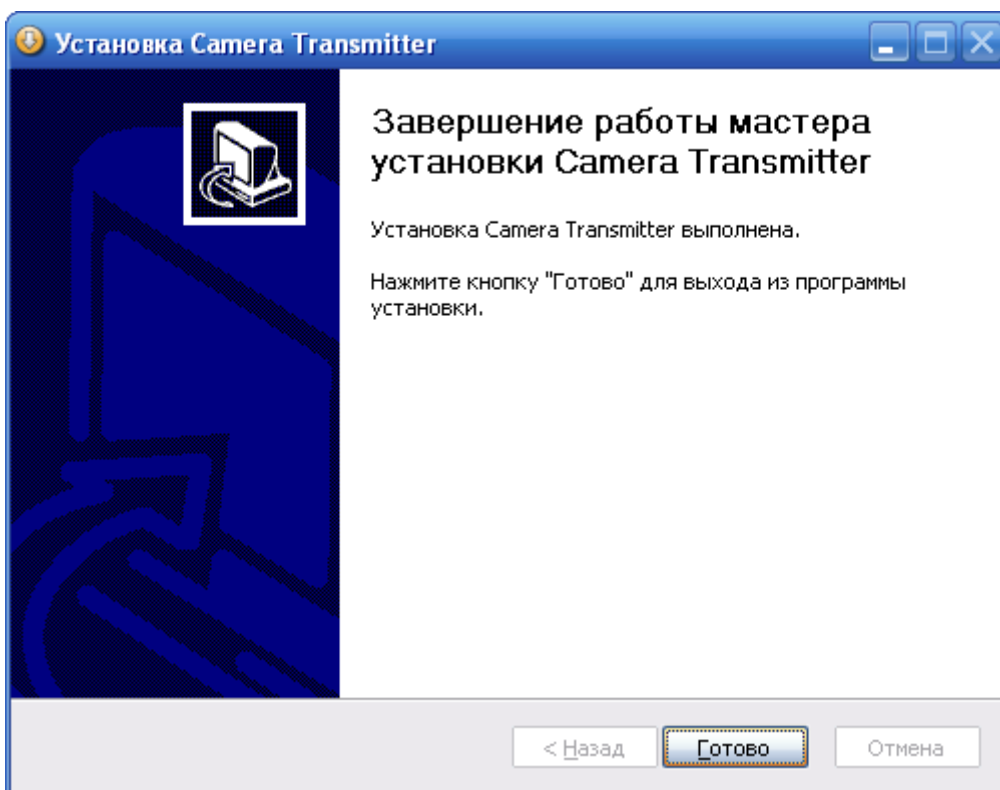 Установка Camera Transmitter
Завершение работы мастера
установки Camera Transmitter
Установка Camera Transmitter выполнена.
Нажмите кнопку "Готово" для выхода из программы
установки.
< Назад
Готово
Отмена